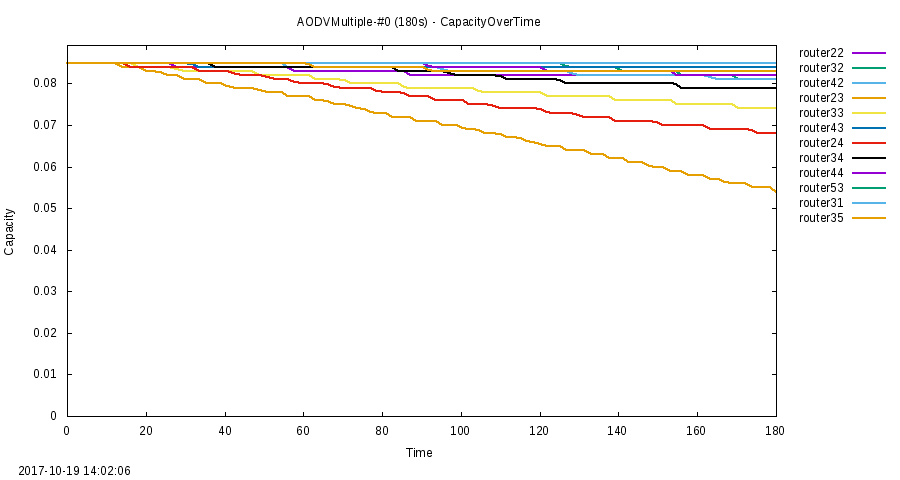 AODVMultiple-#0 (180s) - CapacityOverTime
router22
router32
router42
router23
router33
router43
router24
router34
router44
router53
router31
router35
Capacity
0.08
0.07
0.06
0.05
0.04
0.03
0.02
0.01
0
0 20 40 60 80 100 120 140 160 180
Time
2017-10-19 14:02:06